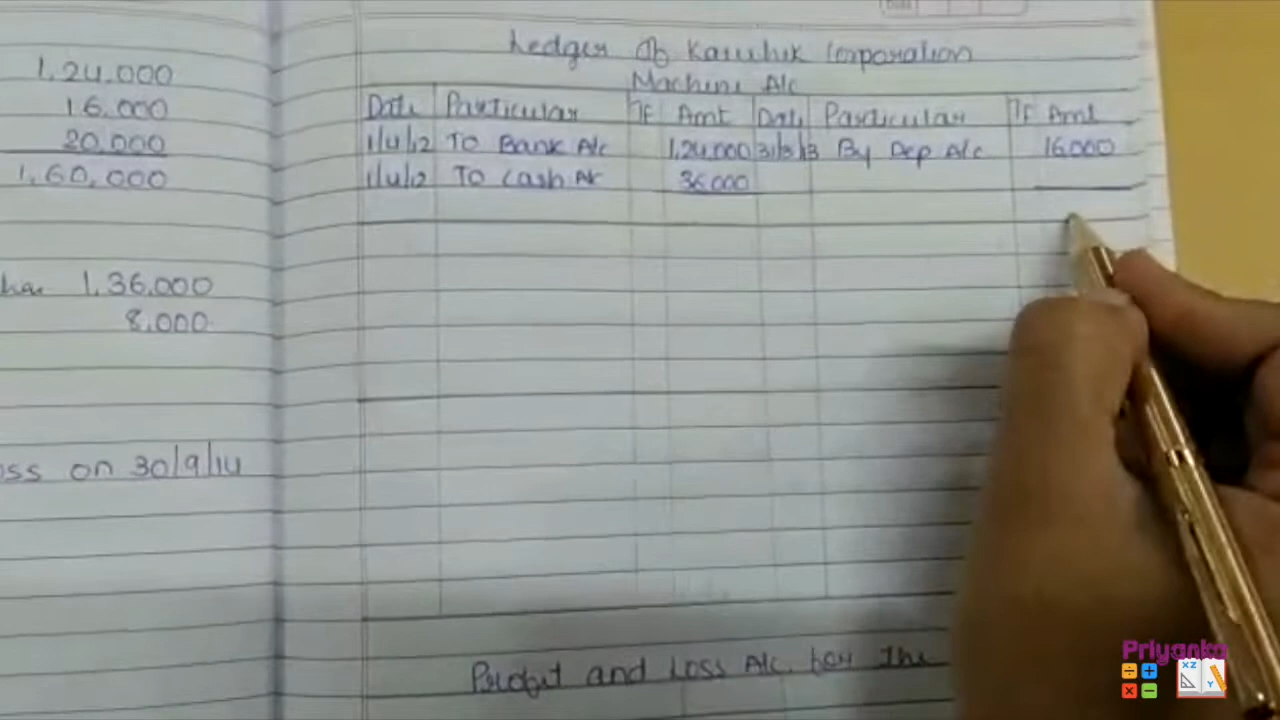 1,24,000
16,000
20,000
1,60,000
1,36,000
8,000
on 30/9/14
Ledger Of Kaushik Corporation
Machine A/c
Date Particular JF Amt Date Particular JF Amt
1/4/12 To Bank A/c 1,24,000 31/3/13 By Dep A/c 16,000
1/4/12 To Cash A/c 36,000
Profit and Loss A/c. for the
Priyanka